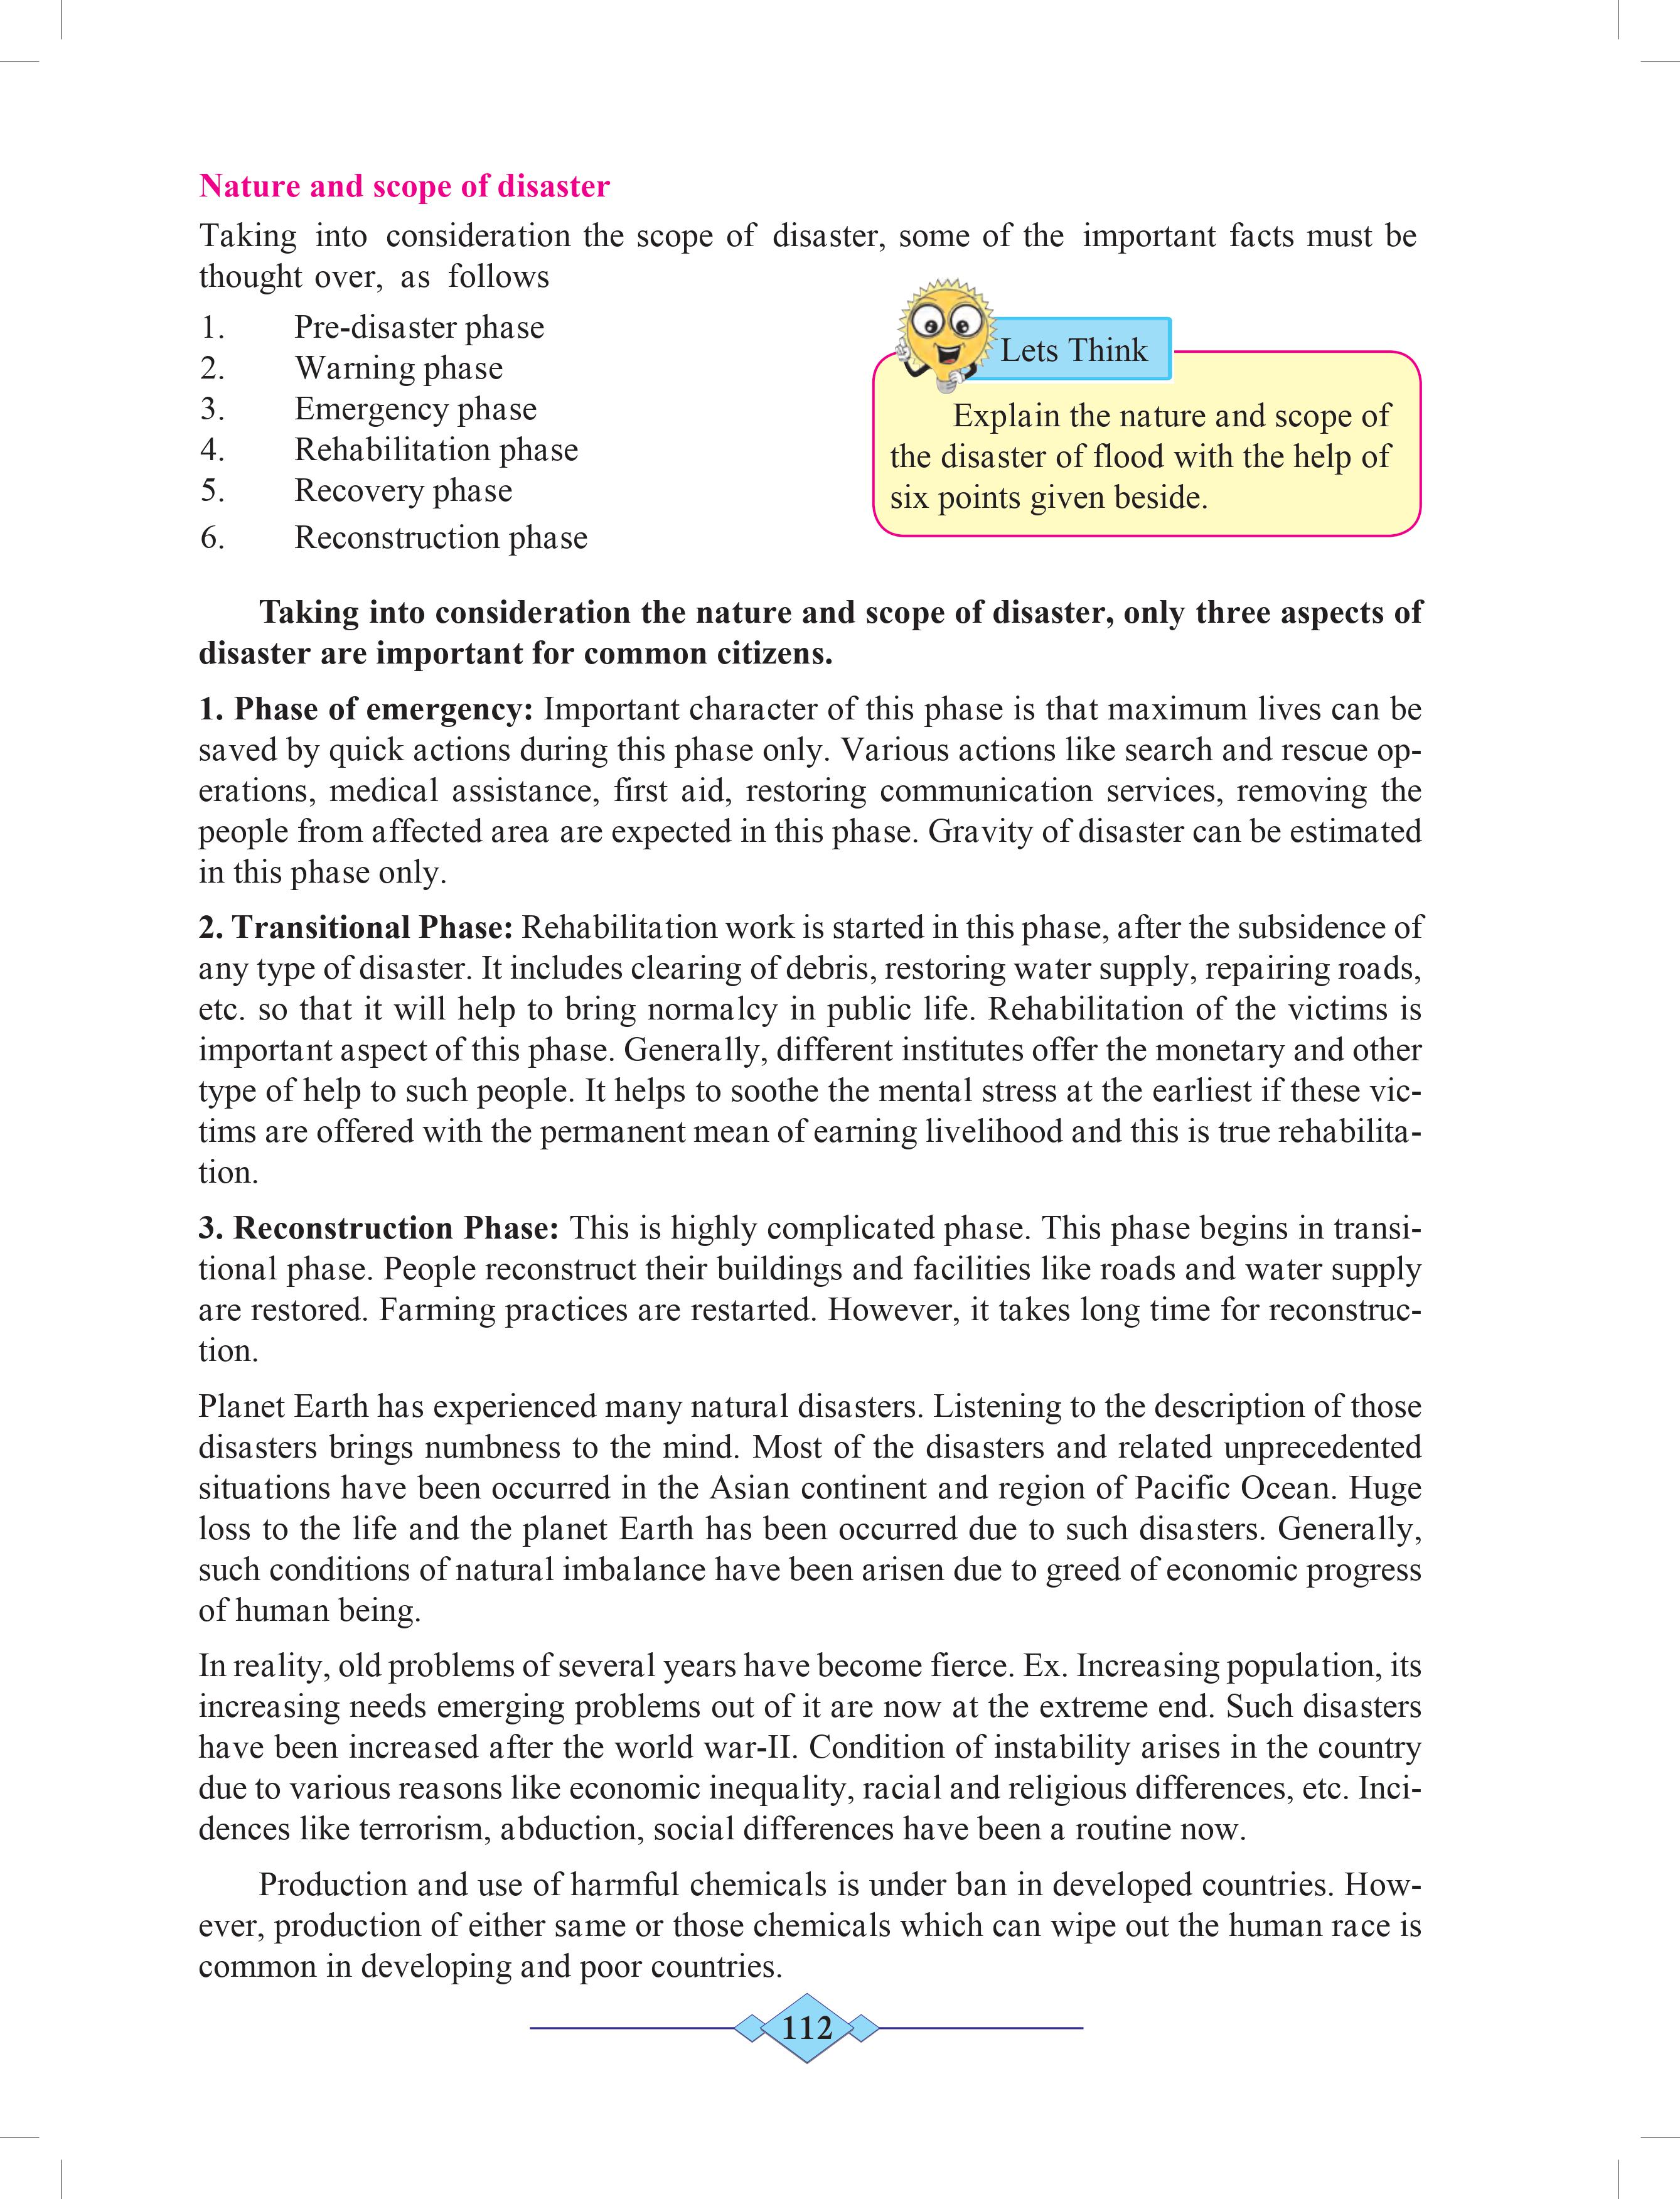 Nature and scope of disaster
Taking into consideration the scope of disaster, some of the important facts must be
thought over, as follows
1. Pre-disaster phase
2. Warning phase
3. Emergency phase
4. Rehabilitation phase
5. Recovery phase
6. Reconstruction phase
Lets Think
Explain the nature and scope of
the disaster of flood with the help of
six points given beside.
Taking into consideration the nature and scope of disaster, only three aspects of
disaster are important for common citizens.
1. Phase of emergency: Important character of this phase is that maximum lives can be
saved by quick actions during this phase only. Various actions like search and rescue op-
erations, medical assistance, first aid, restoring communication services, removing the
people from affected area are expected in this phase. Gravity of disaster can be estimated
in this phase only.
2. Transitional Phase: Rehabilitation work is started in this phase, after the subsidence of
any type of disaster. It includes clearing of debris, restoring water supply, repairing roads,
etc. so that it will help to bring normalcy in public life. Rehabilitation of the victims is
important aspect of this phase. Generally, different institutes offer the monetary and other
type of help to such people. It helps to soothe the mental stress at the earliest if these vic-
tims are offered with the permanent mean of earning livelihood and this is true rehabilita-
tion.
3. Reconstruction Phase: This is highly complicated phase. This phase begins in transi-
tional phase. People reconstruct their buildings and facilities like roads and water supply
are restored. Farming practices are restarted. However, it takes long time for reconstruc-
tion.
Planet Earth has experienced many natural disasters. Listening to the description of those
disasters brings numbness to the mind. Most of the disasters and related unprecedented
situations have been occurred in the Asian continent and region of Pacific Ocean. Huge
loss to the life and the planet Earth has been occurred due to such disasters. Generally,
such conditions of natural imbalance have been arisen due to greed of economic progress
of human being.
In reality, old problems of several years have become fierce. Ex. Increasing population, its
increasing needs emerging problems out of it are now at the extreme end. Such disasters
have been increased after the world war-II. Condition of instability arises in the country
due to various reasons like economic inequality, racial and religious differences, etc. Inci-
dences like terrorism, abduction, social differences have been a routine now.
Production and use of harmful chemicals is under ban in developed countries. How-
ever, production of either same or those chemicals which can wipe out the human race is
common in developing and poor countries.
112